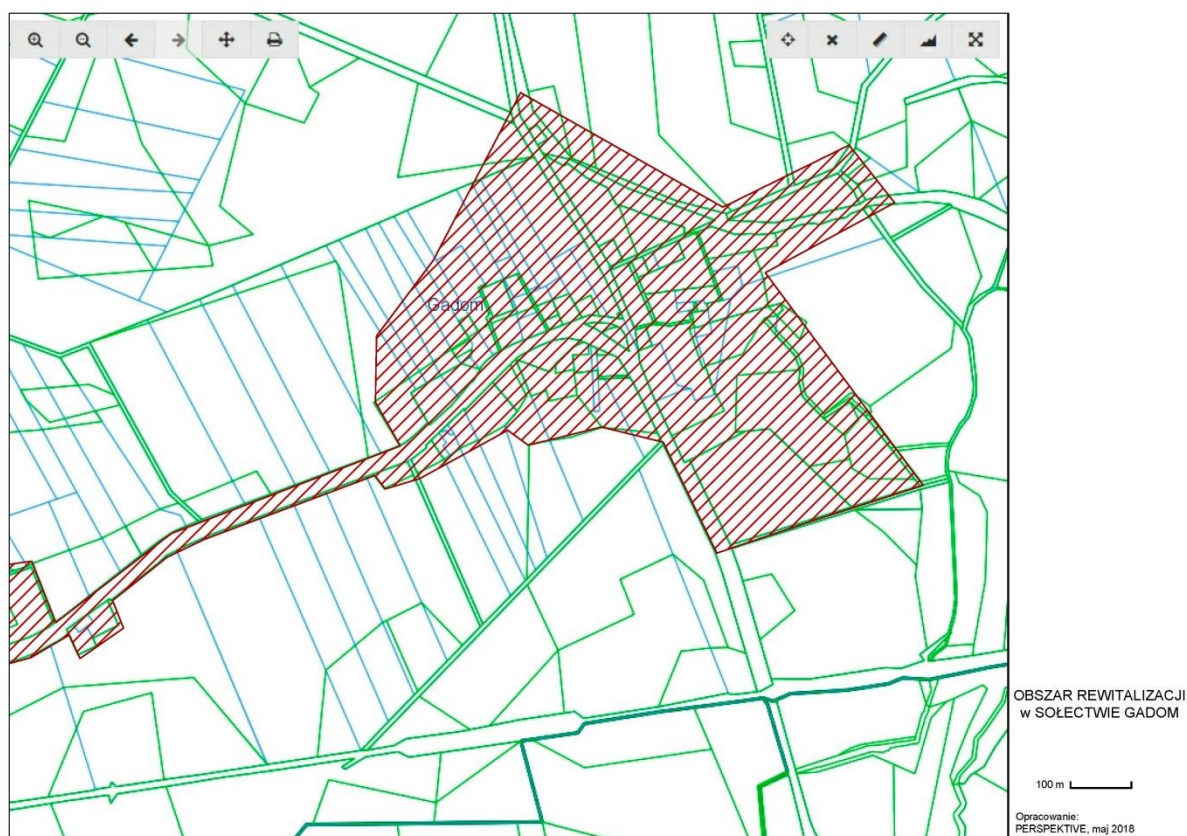 Gadom
OBSZAR REWITALIZACJI
w SOŁECTWIE GADOM
100 m
Opracowanie:
PERSPEKTIVE, maj 2018